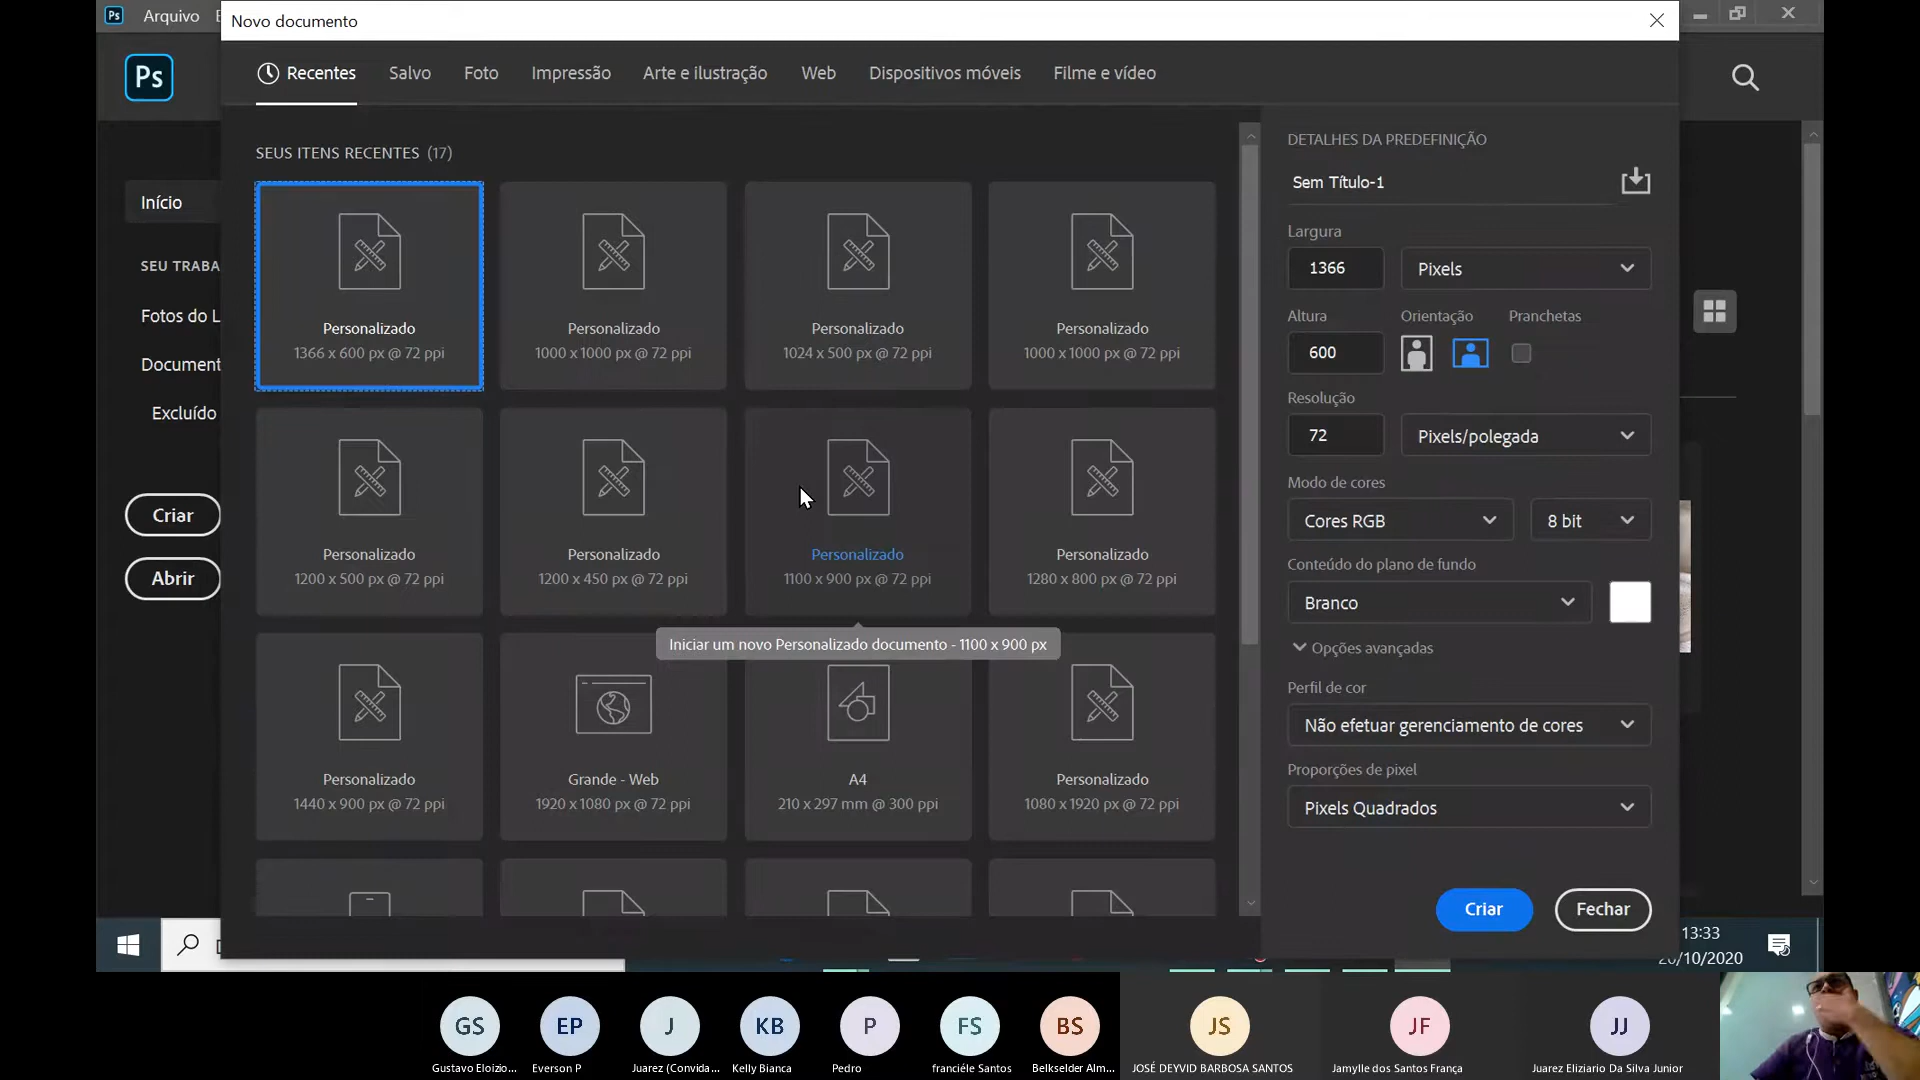 Ps Arquivo
Novo documento
Ps
Recentes Salvo Foto Impressão Arte e ilustração Web Dispositivos móveis Filme e vídeo
SEUS ITENS RECENTES (17)
Início
SEU TRABA
Fotos do L
Document
Excluído
Criar
Abrir
Personalizado Personalizado Personalizado Personalizado
1366 x 600 px @ 72 ppi 1000 x 1000 px @ 72 ppi 1024 x 500 px @ 72 ppi 1000 x 1000 px @ 72 ppi
Personalizado Personalizado Personalizado Personalizado
1200 x 500 px @ 72 ppi 1200 x 450 px @ 72 ppi 1100 x 900 px @ 72 ppi 1280 x 800 px @ 72 ppi
Iniciar um novo Personalizado documento - 1100 x 900 px
Personalizado Grande - Web A4 Personalizado
1440 x 900 px @ 72 ppi 1920 x 1080 px @ 72 ppi 210 x 297 mm @ 300 ppi 1080 x 1920 px @ 72 ppi
DETALHES DA PREDEFINIÇÃO
Sem Título-1
Largura
1366 Pixels
Altura Orientação Pranchetas
600
Resolução
72 Pixels/polegada
Modo de cores
Cores RGB 8 bit
Conteúdo do plano de fundo
Branco
Opções avançadas
Perfil de cor
Não efetuar gerenciamento de cores
Proporções de pixel
Pixels Quadrados
Criar Fechar
13:33
20/10/2020
GS EP J KB P FS BS JS JF JJ
Gustavo Eloizio... Everson P Juarez (Convida... Kelly Bianca Pedro franciéle Santos Belkselder Alm... JOSÉ DEYVID BARBOSA SANTOS Jamylle dos Santos França Juarez Eliziario Da Silva Junior